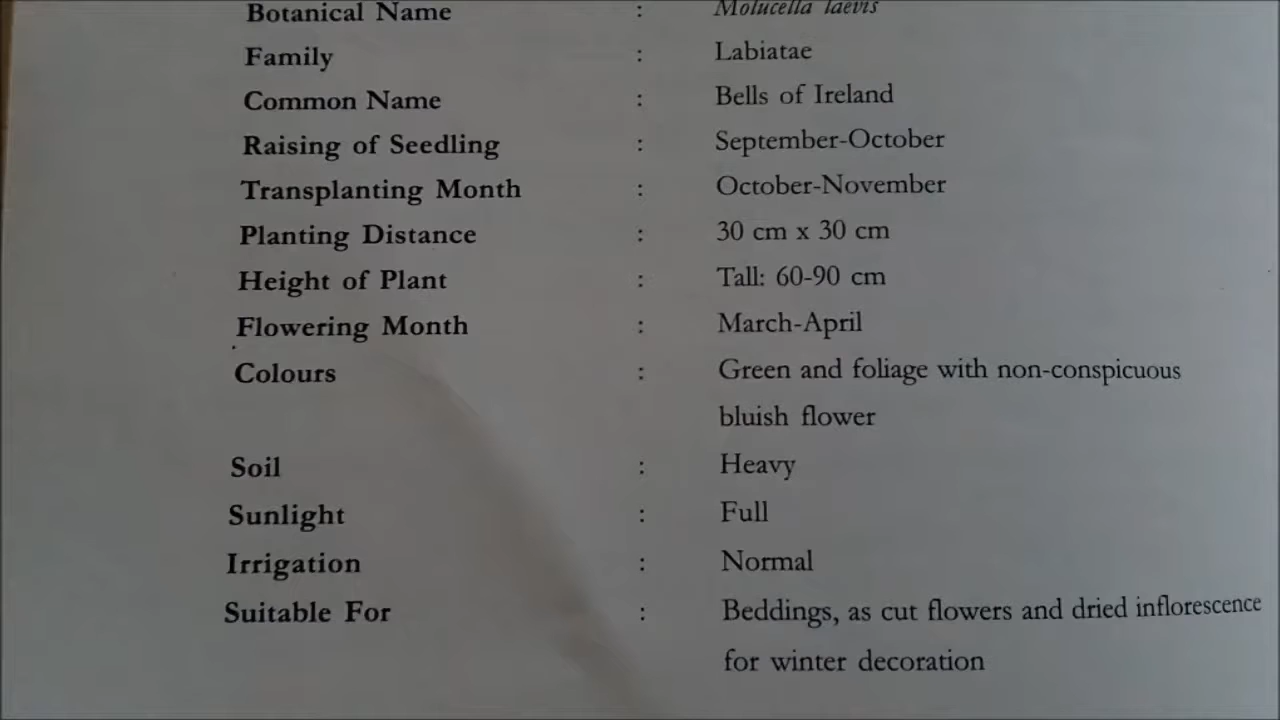 Botanical Name : Molucella laevis
Family : Labiatae
Common Name : Bells of Ireland
Raising of Seedling : September-October
Transplanting Month : October-November
Planting Distance : 30 cm x 30 cm
Height of Plant : Tall: 60-90 cm
Flowering Month : March-April
Colours : Green and foliage with non-conspicuous
bluish flower
Soil : Heavy
Sunlight : Full
Irrigation : Normal
Suitable For : Beddings, as cut flowers and dried inflorescence
for winter decoration